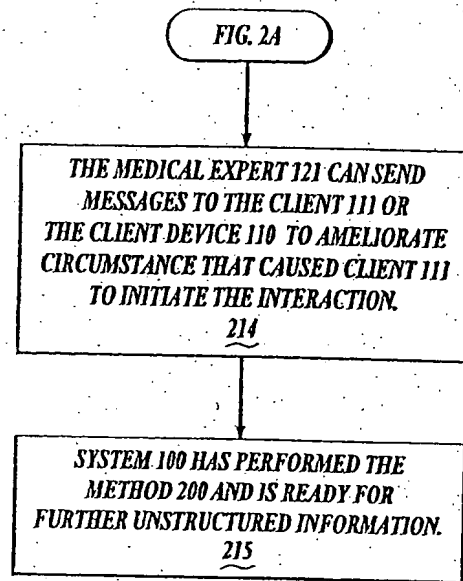 FIG. 2A
THE MEDICAL EXPERT 121 CAN SEND
MESSAGES TO THE CLIENT 111 OR
THE CLIENT DEVICE 110 TO AMELIORATE
CIRCUMSTANCE THAT CAUSED CLIENT 111
TO INITIATE THE INTERACTION.
214
SYSTEM 100 HAS PERFORMED THE
METHOD 200 AND IS READY FOR
FURTHER UNSTRUCTURED INFORMATION.
215